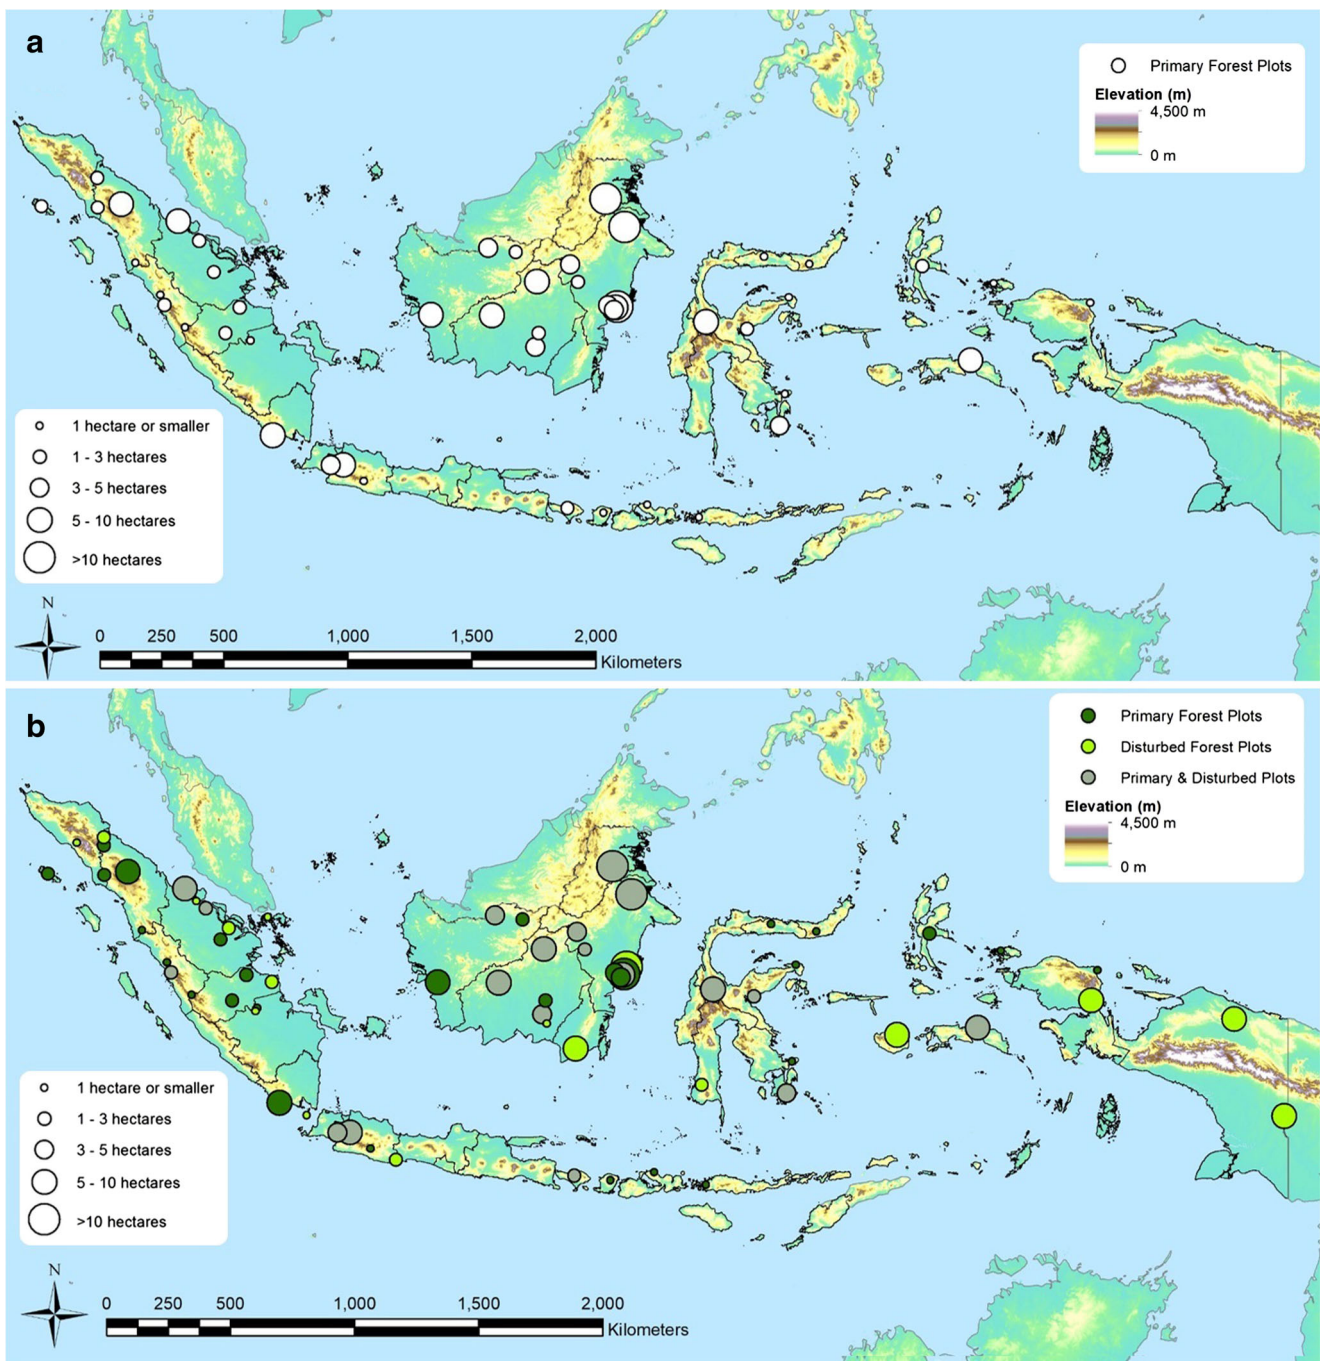 a
Primary Forest Plots
Elevation (m)
4,500 m
0 m
1 hectare or smaller
1 - 3 hectares
3 - 5 hectares
5 - 10 hectares
>10 hectares
N
0 250 500 1,000 1,500 2,000
Kilometers
b
Primary Forest Plots
Disturbed Forest Plots
Primary & Disturbed Plots
Elevation (m)
4,500 m
0 m
1 hectare or smaller
1 - 3 hectares
3 - 5 hectares
5 - 10 hectares
>10 hectares
N
0 250 500 1,000 1,500 2,000
Kilometers